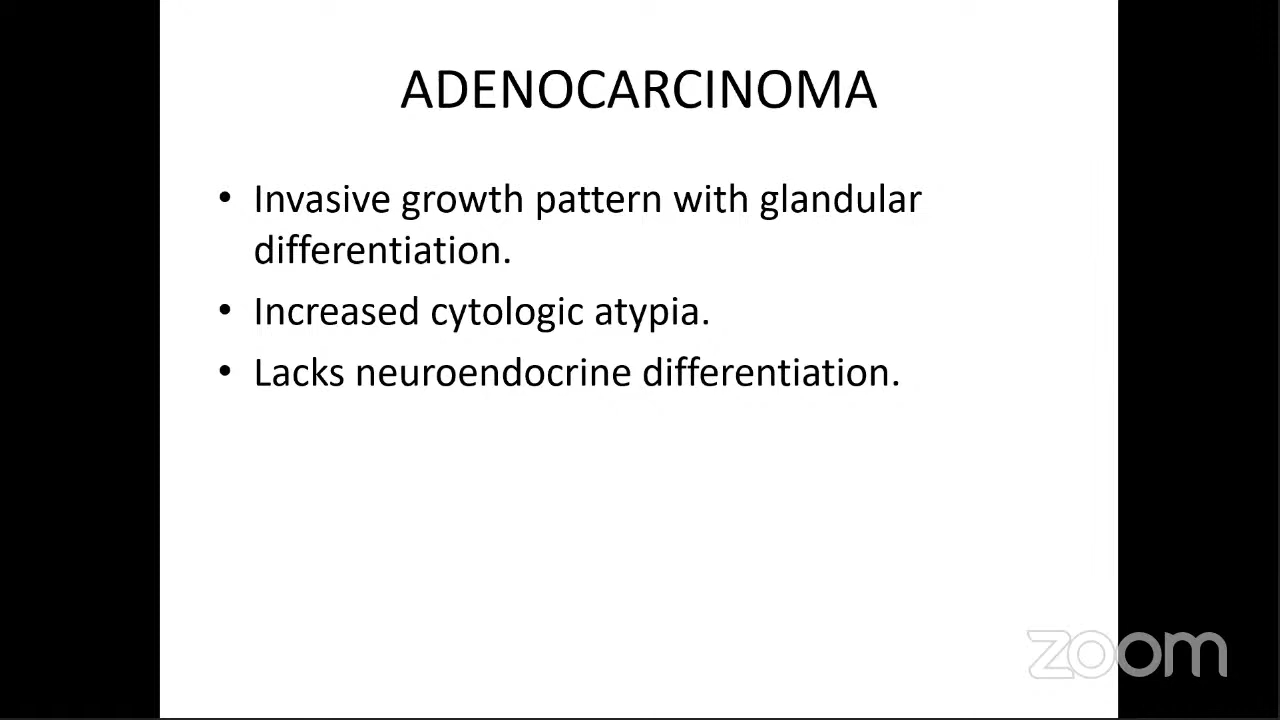 ADENOCARCINOMA
• Invasive growth pattern with glandular
differentiation.
• Increased cytologic atypia.
• Lacks neuroendocrine differentiation.
zoom